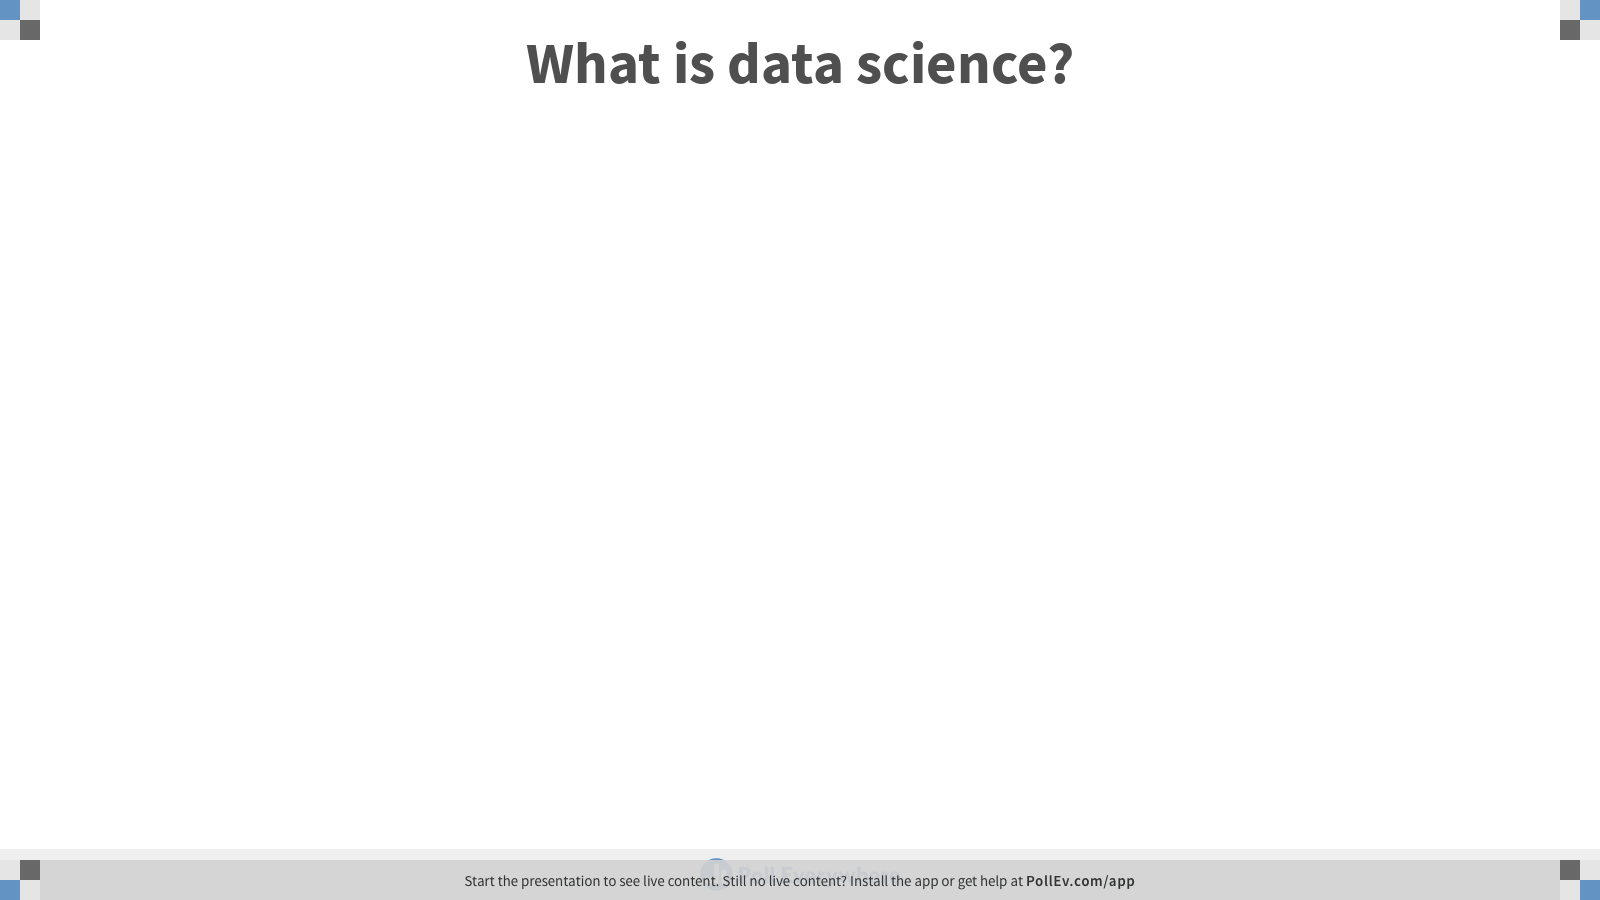 What is data science?
Start the presentation to see live content. Still no live content? Install the app or get help at PollEv.com/app